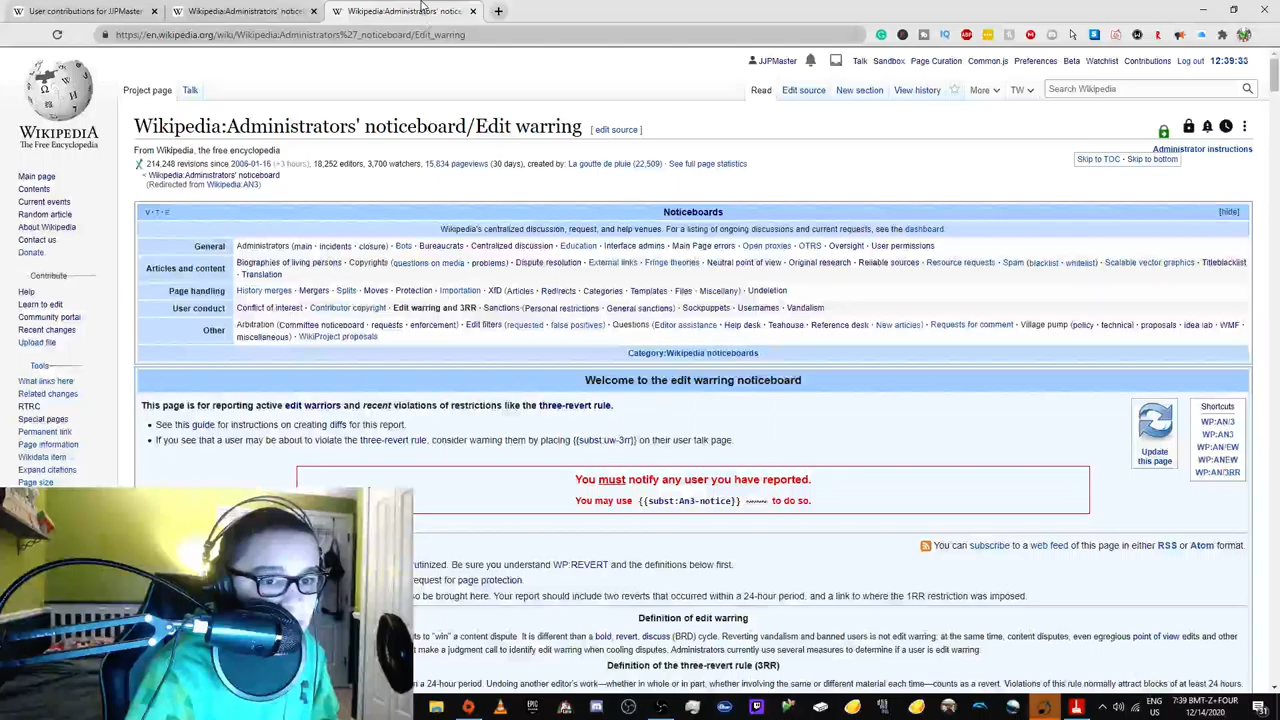 User contributions for JJPMaster
Wikipedia:Administrators' notic
Wikipedia:Administrators' notice
https://en.wikipedia.org/wiki/Wikipedia:Administrators%27_noticeboard/Edit_warring
JJPMaster Talk Sandbox Page Curation Common.js Preferences Beta Watchlist Contributions Log out 12:39:33
Project page Talk Read Edit source New section View history More TW Search Wikipedia
WIKIPEDIA
The Free Encyclopedia
Wikipedia:Administrators' noticeboard/Edit warring [ edit source ]
From Wikipedia, the free encyclopedia
Administrator instructions
214,248 revisions since 2006-01-16 (+3 hours), 18,252 editors, 3,700 watchers, 15,834 pageviews (30 days), created by: La goutte de pluie (22,509) · See full page statistics
Skip to TOC · Skip to bottom
< Wikipedia:Administrators' noticeboard
(Redirected from Wikipedia:AN3)
Main page
Contents
Current events
Random article
About Wikipedia
Contact us
Donate
Contribute
Help
Learn to edit
Community portal
Recent changes
Upload file
Tools
What links here
Related changes
RTRC
Special pages
Permanent link
Page information
Wikidata item
Expand citations
Page size
V · T · E Noticeboards [hide]
Wikipedia's centralized discussion, request, and help venues. For a listing of ongoing discussions and current requests, see the dashboard.
General Administrators (main · incidents · closure) · Bots · Bureaucrats · Centralized discussion · Education · Interface admins · Main Page errors · Open proxies · OTRS · Oversight · User permissions
Articles and content Biographies of living persons · Copyrights (questions on media · problems) · Dispute resolution · External links · Fringe theories · Neutral point of view · Original research · Reliable sources · Resource requests · Spam (blacklist · whitelist) · Scalable vector graphics · Titleblacklist
· Translation
Page handling History merges · Mergers · Splits · Moves · Protection · Importation · XfD (Articles · Redirects · Categories · Templates · Files · Miscellany) · Undeletion
User conduct Conflict of interest · Contributor copyright · Edit warring and 3RR · Sanctions (Personal restrictions · General sanctions) · Sockpuppets · Usernames · Vandalism
Other Arbitration (Committee noticeboard · requests · enforcement) · Edit filters (requested · false positives) · Questions (Editor assistance · Help desk · Teahouse · Reference desk · New articles) · Requests for comment · Village pump (policy · technical · proposals · idea lab · WMF ·
miscellaneous) · WikiProject proposals
Category:Wikipedia noticeboards
Welcome to the edit warring noticeboard
This page is for reporting active edit warriors and recent violations of restrictions like the three-revert rule.
See this guide for instructions on creating diffs for this report.
If you see that a user may be about to violate the three-revert rule, consider warning them by placing {{subst:uw-3rr}} on their user talk page.
Update
this page
Shortcuts
WP:AN/3
WP:AN3
WP:AN/EW
WP:ANEW
WP:AN/3RR
You must notify any user you have reported.
You may use {{subst:An3-notice}} ~~~~ to do so.
You can subscribe to a web feed of this page in either RSS or Atom format.
utinized. Be sure you understand WP:REVERT and the definitions below first.
equest for page protection.
so be brought here. Your report should include two reverts that occurred within a 24-hour period, and a link to where the 1RR restriction was imposed.
Definition of edit warring
ts to "win" a content dispute. It is different than a bold, revert, discuss (BRD) cycle. Reverting vandalism and banned users is not edit warring; at the same time, content disputes, even egregious point of view edits and other
make a judgment call to identify edit warring when cooling disputes. Administrators currently use several measures to determine if a user is Edit warring:
Definition of the three-revert rule (3RR)
n a 24-hour period. Undoing another editor's work—whether in whole or in part, whether involving the same or different material each time—counts as a revert. Violations of this rule normally attract blocks of at least 24 hours.
ENG 7:39 BMT-Z+FOUR
US 12/14/2020